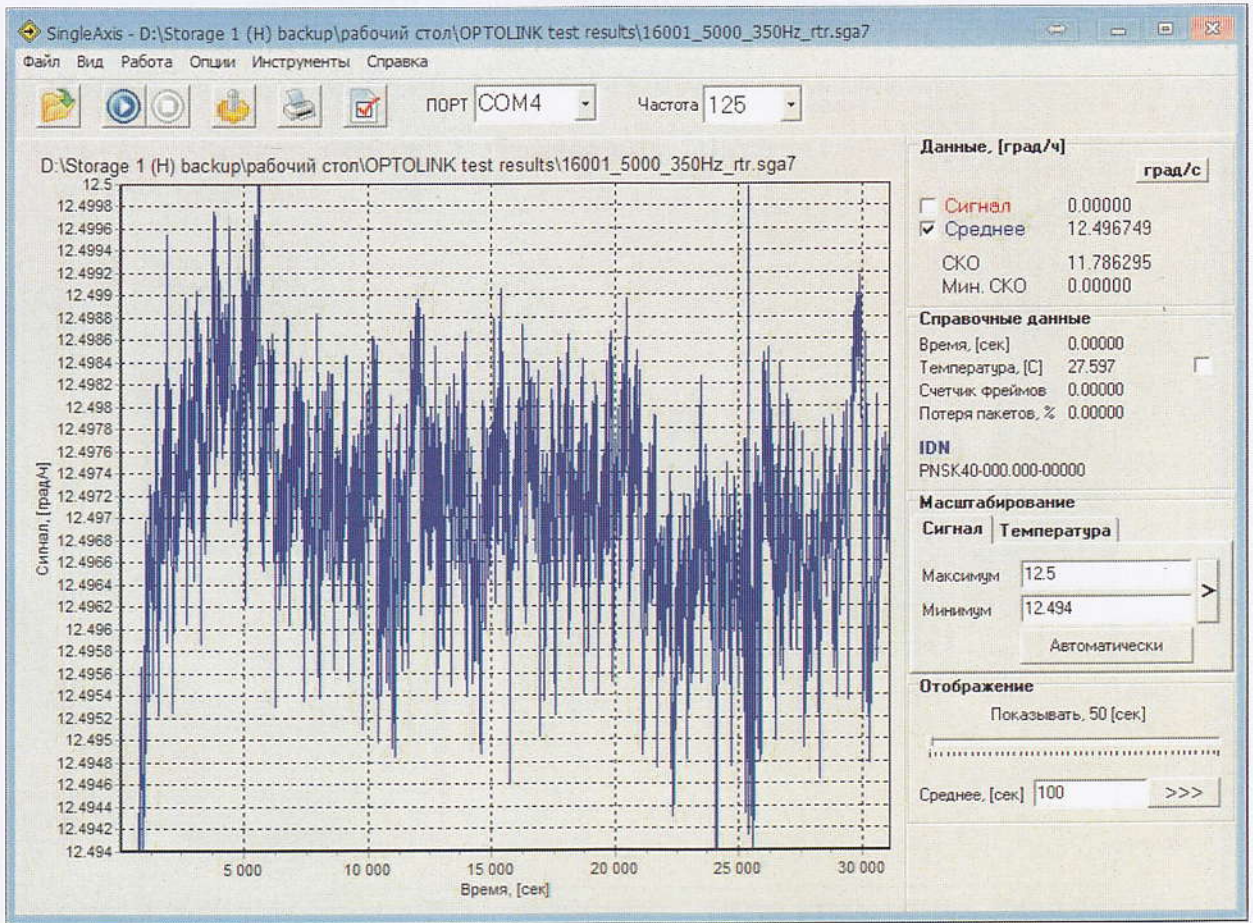 SingleAxis - D:\Storage 1 (H) backup\рабочий стол\OPTOLINK test results\16001_5000_350Hz_rtr.sga7
Файл Вид Работа Опции Инструменты Справка
ПОРТ COM4 Частота 125
D:\Storage 1 (H) backup\рабочий стол\OPTOLINK test results\16001_5000_350Hz_rtr.sga7
12.5
12.4998
12.4996
12.4994
12.4992
12.499
12.4988
12.4986
12.4984
12.4982
12.498
12.4978
12.4976
12.4974
12.4972
12.497
12.4968
12.4966
12.4964
12.4962
12.496
12.4958
12.4956
12.4954
12.4952
12.495
12.4948
12.4946
12.4944
12.4942
12.494
Сигнал, [град/ч]
5 000 10 000 15 000 20 000 25 000 30 000
Время, [сек]
Данные, [град/ч]
град/с
Сигнал 0.00000
Среднее 12.496749
СКО 11.786295
Мин. СКО 0.00000
Справочные данные
Время, [сек] 0.00000
Температура, [C] 27.597
Счетчик фреймов 0.00000
Потеря пакетов, % 0.00000
IDN
PNSK40-000.000-00000
Масштабирование
Сигнал Температура
Максимум 12.5
Минимум 12.494
>
Автоматически
Отображение
Показывать, 50 [сек]
Среднее, [сек] 100 >>>